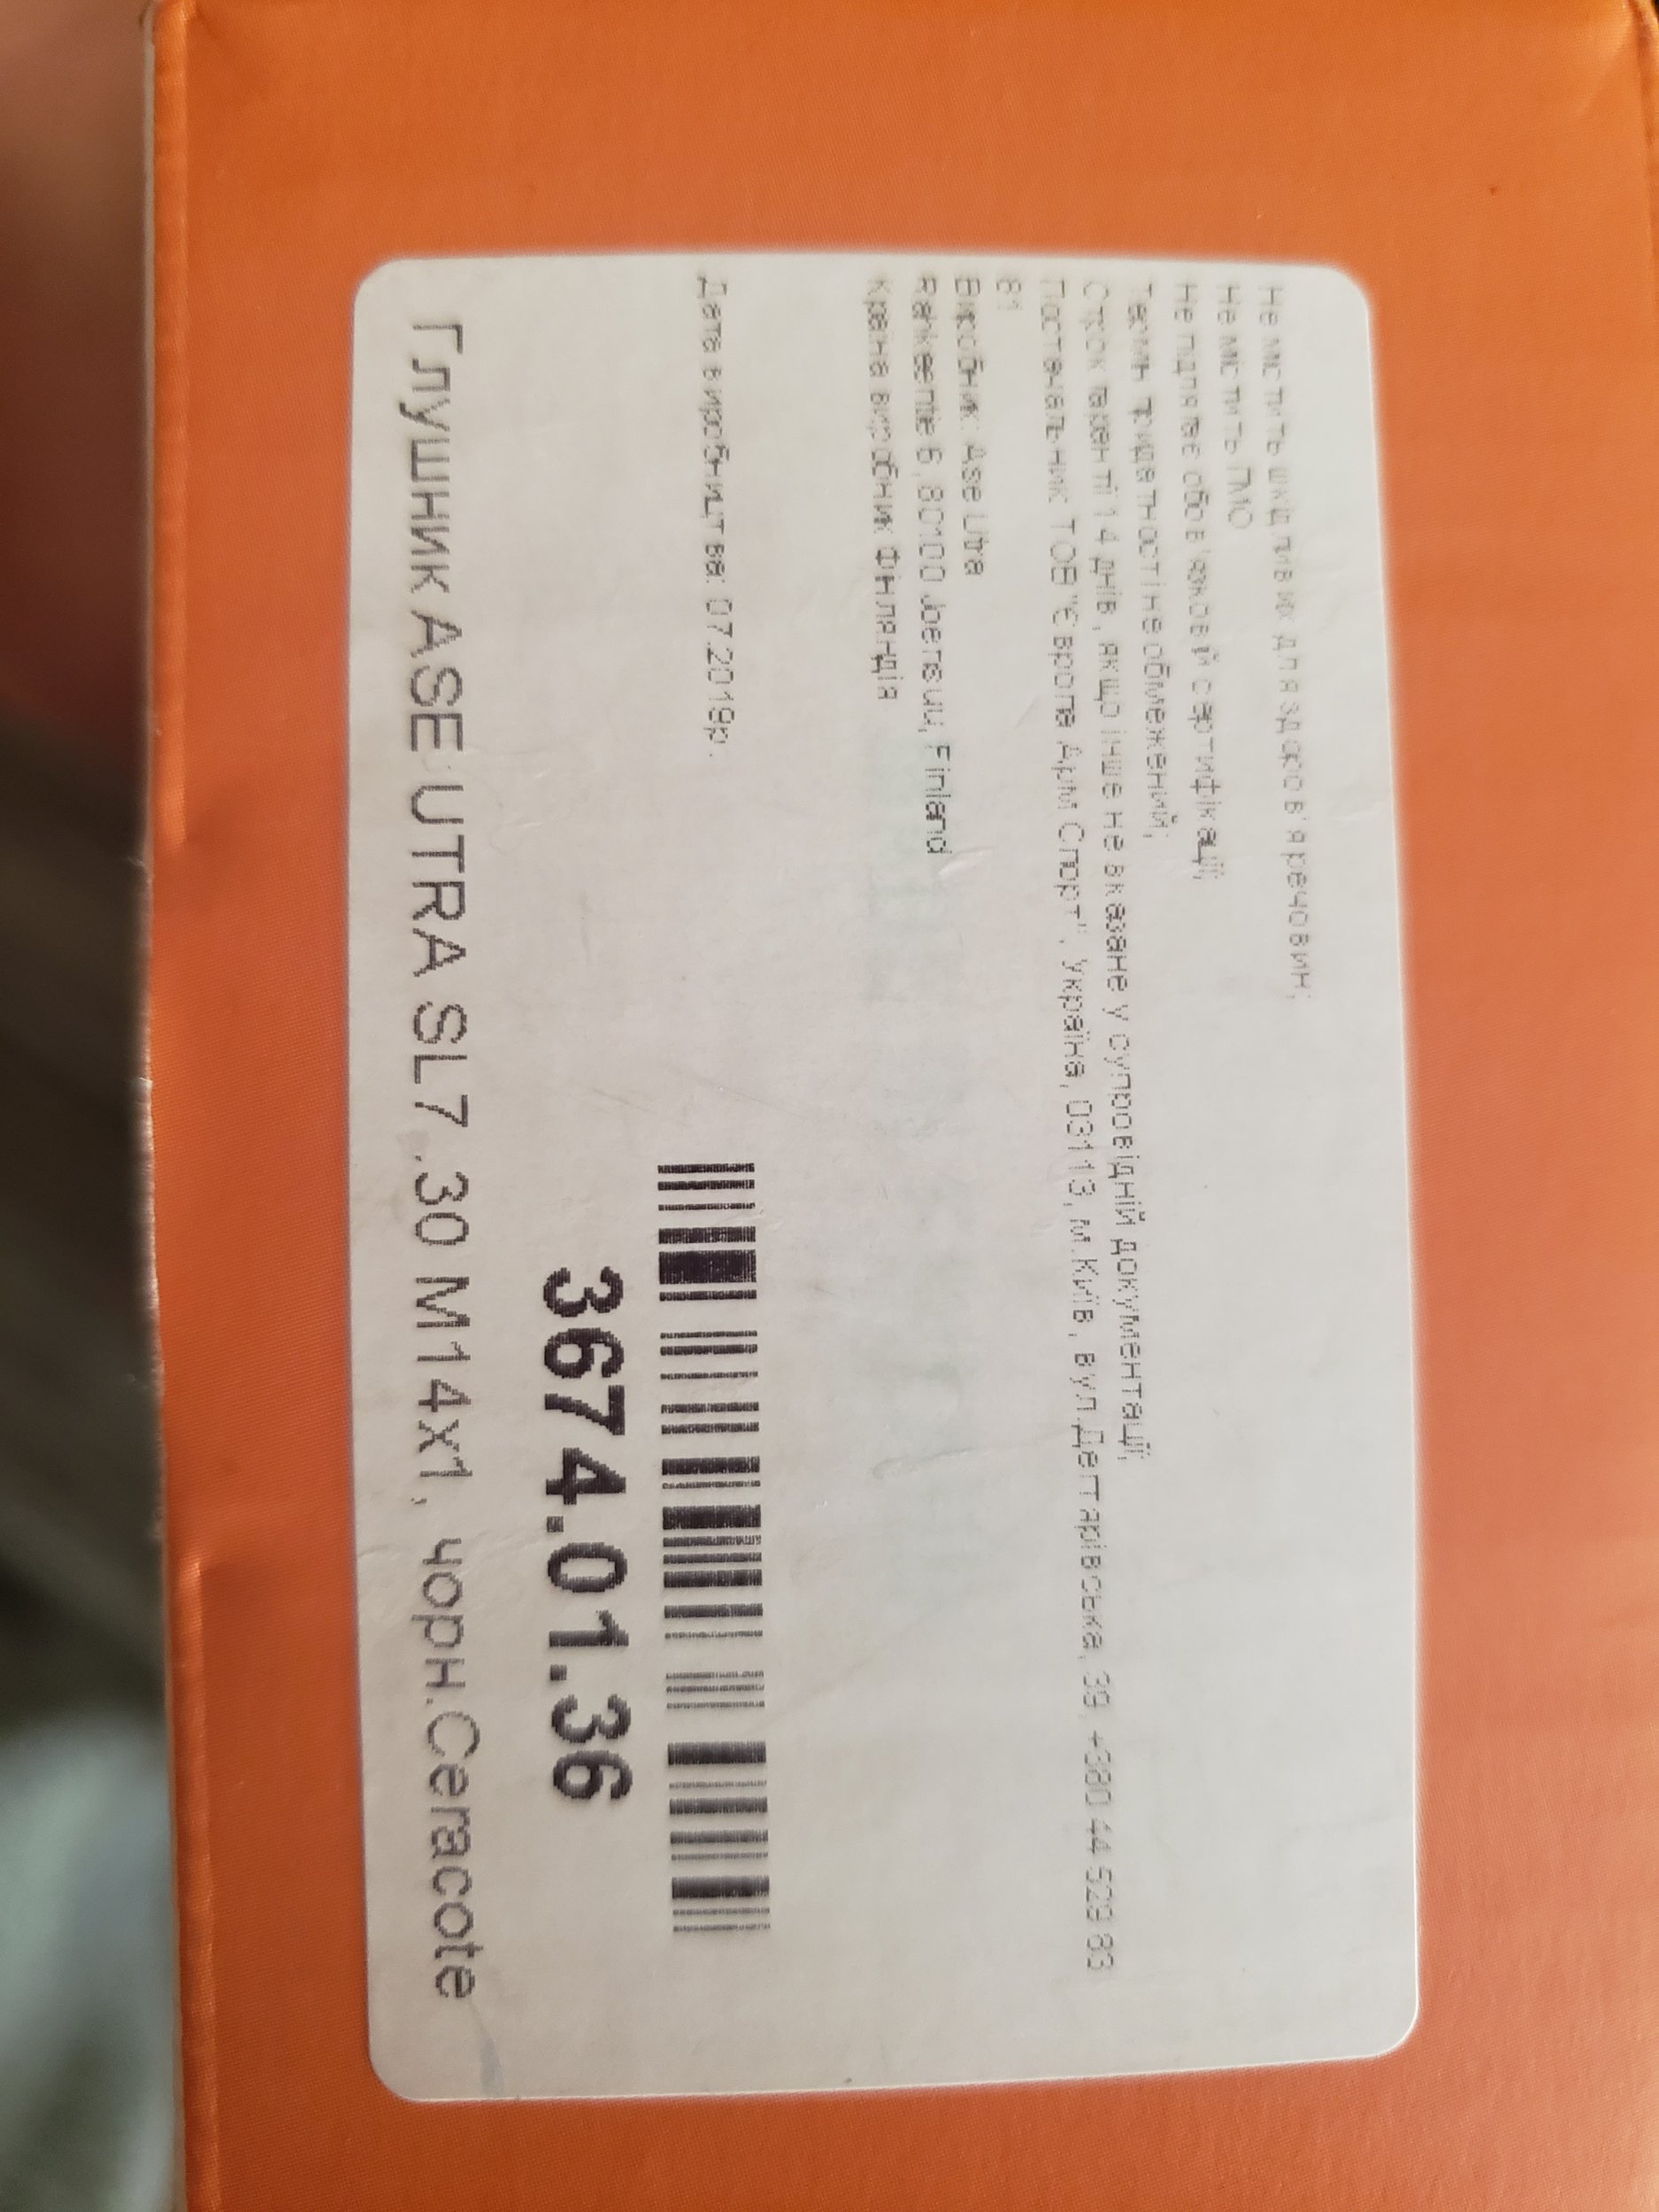 Не містить шкідливих для здоров'я речовин;
Не містить ГМО
Не підлягає обов'язковій сертифікації;
Термін придатності необмежений;
Строк гарантії 14 днів, якщо інше не вказане у супровідній документації;
Постачальник ТОВ "Європа Арм Спорт". Україна, 03113, м.Київ, вул.Дегтярівська, 39, +380 44 529 83
81
Виробник: Ase Utra
Rahkeentie 6, 80100 Joensuu, Finland
Країна виробник Фінляндія
Дата виробництва: 07.2019р.
3674.01.36
Глушник ASE UTRA SL7 .30 M14x1, чорн.Ceracote